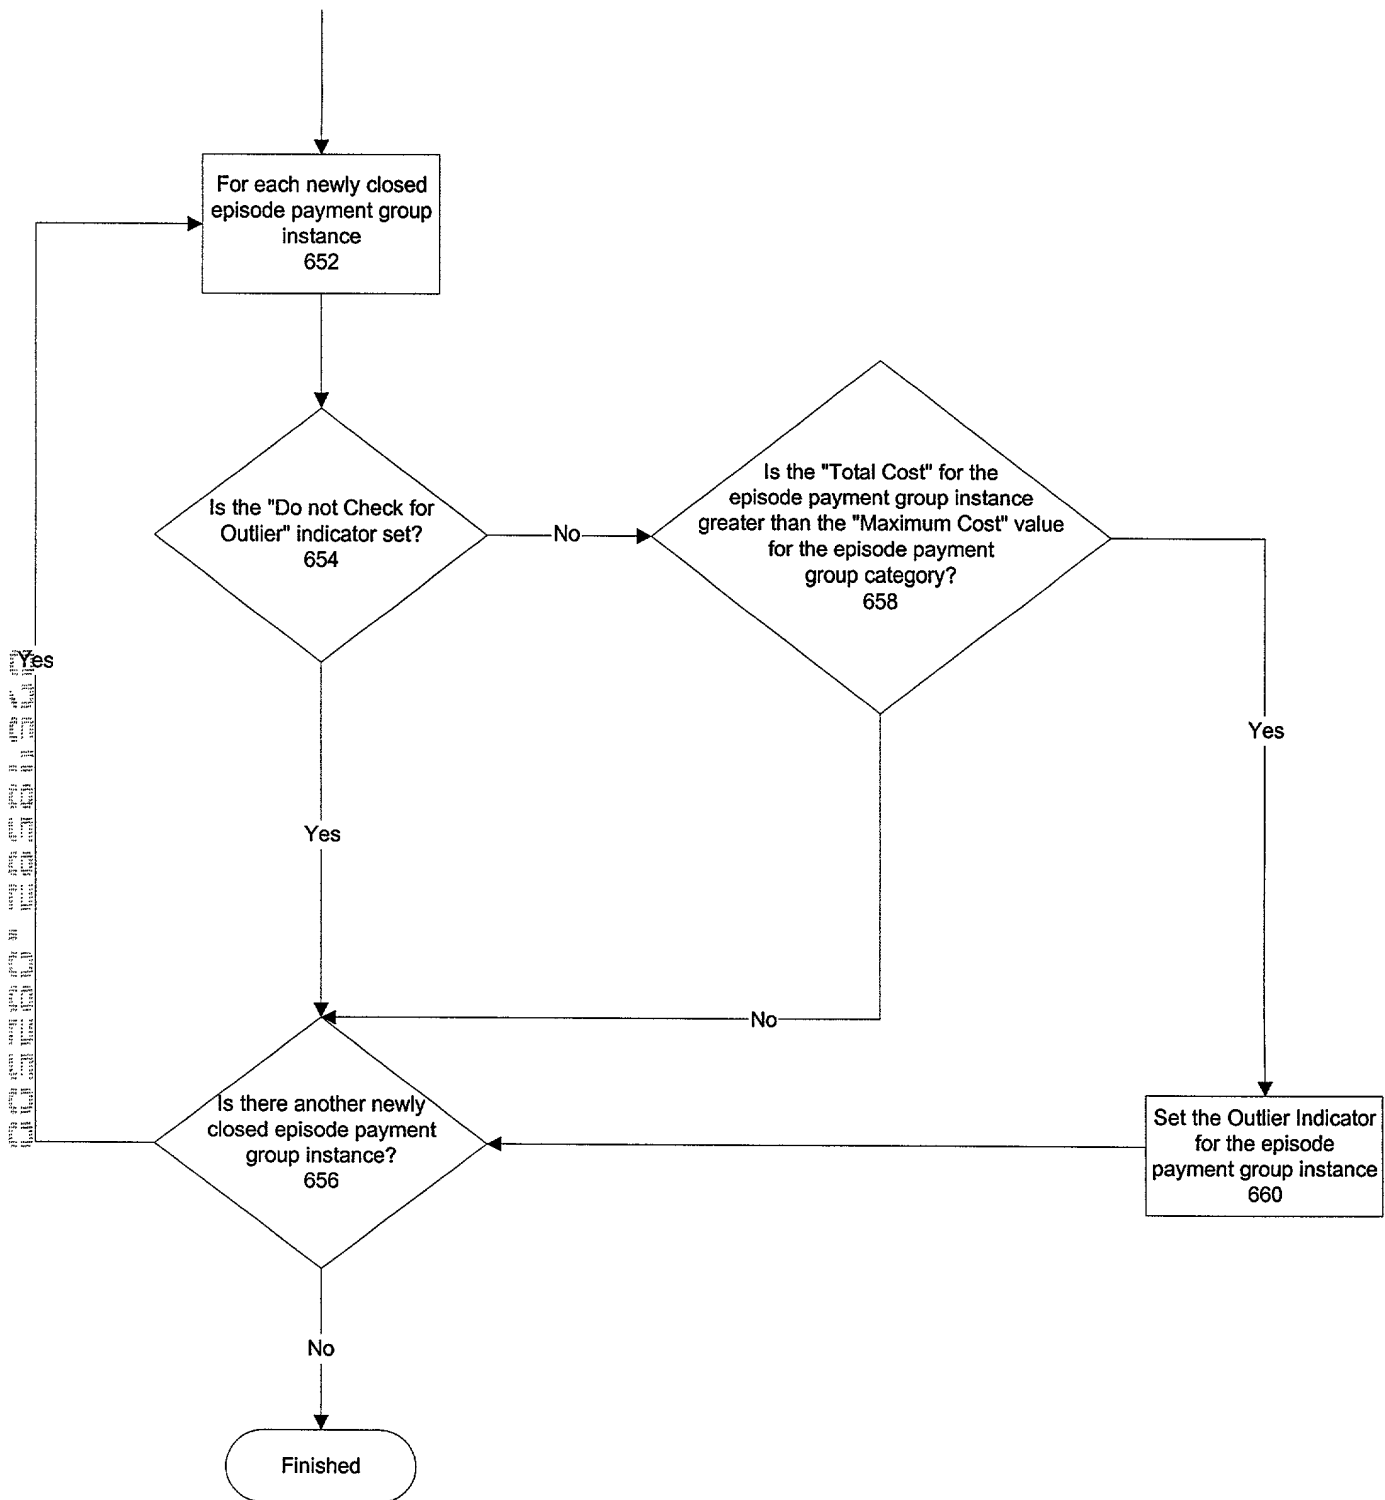 For each newly closed
episode payment group
instance
652
Is the "Do not Check for
Outlier" indicator set?
654
No
Is the "Total Cost" for the
episode payment group instance
greater than the "Maximum Cost" value
for the episode payment
group category?
658
Yes
Yes
Yes
No
Is there another newly
closed episode payment
group instance?
656
Set the Outlier Indicator
for the episode
payment group instance
660
No
Finished